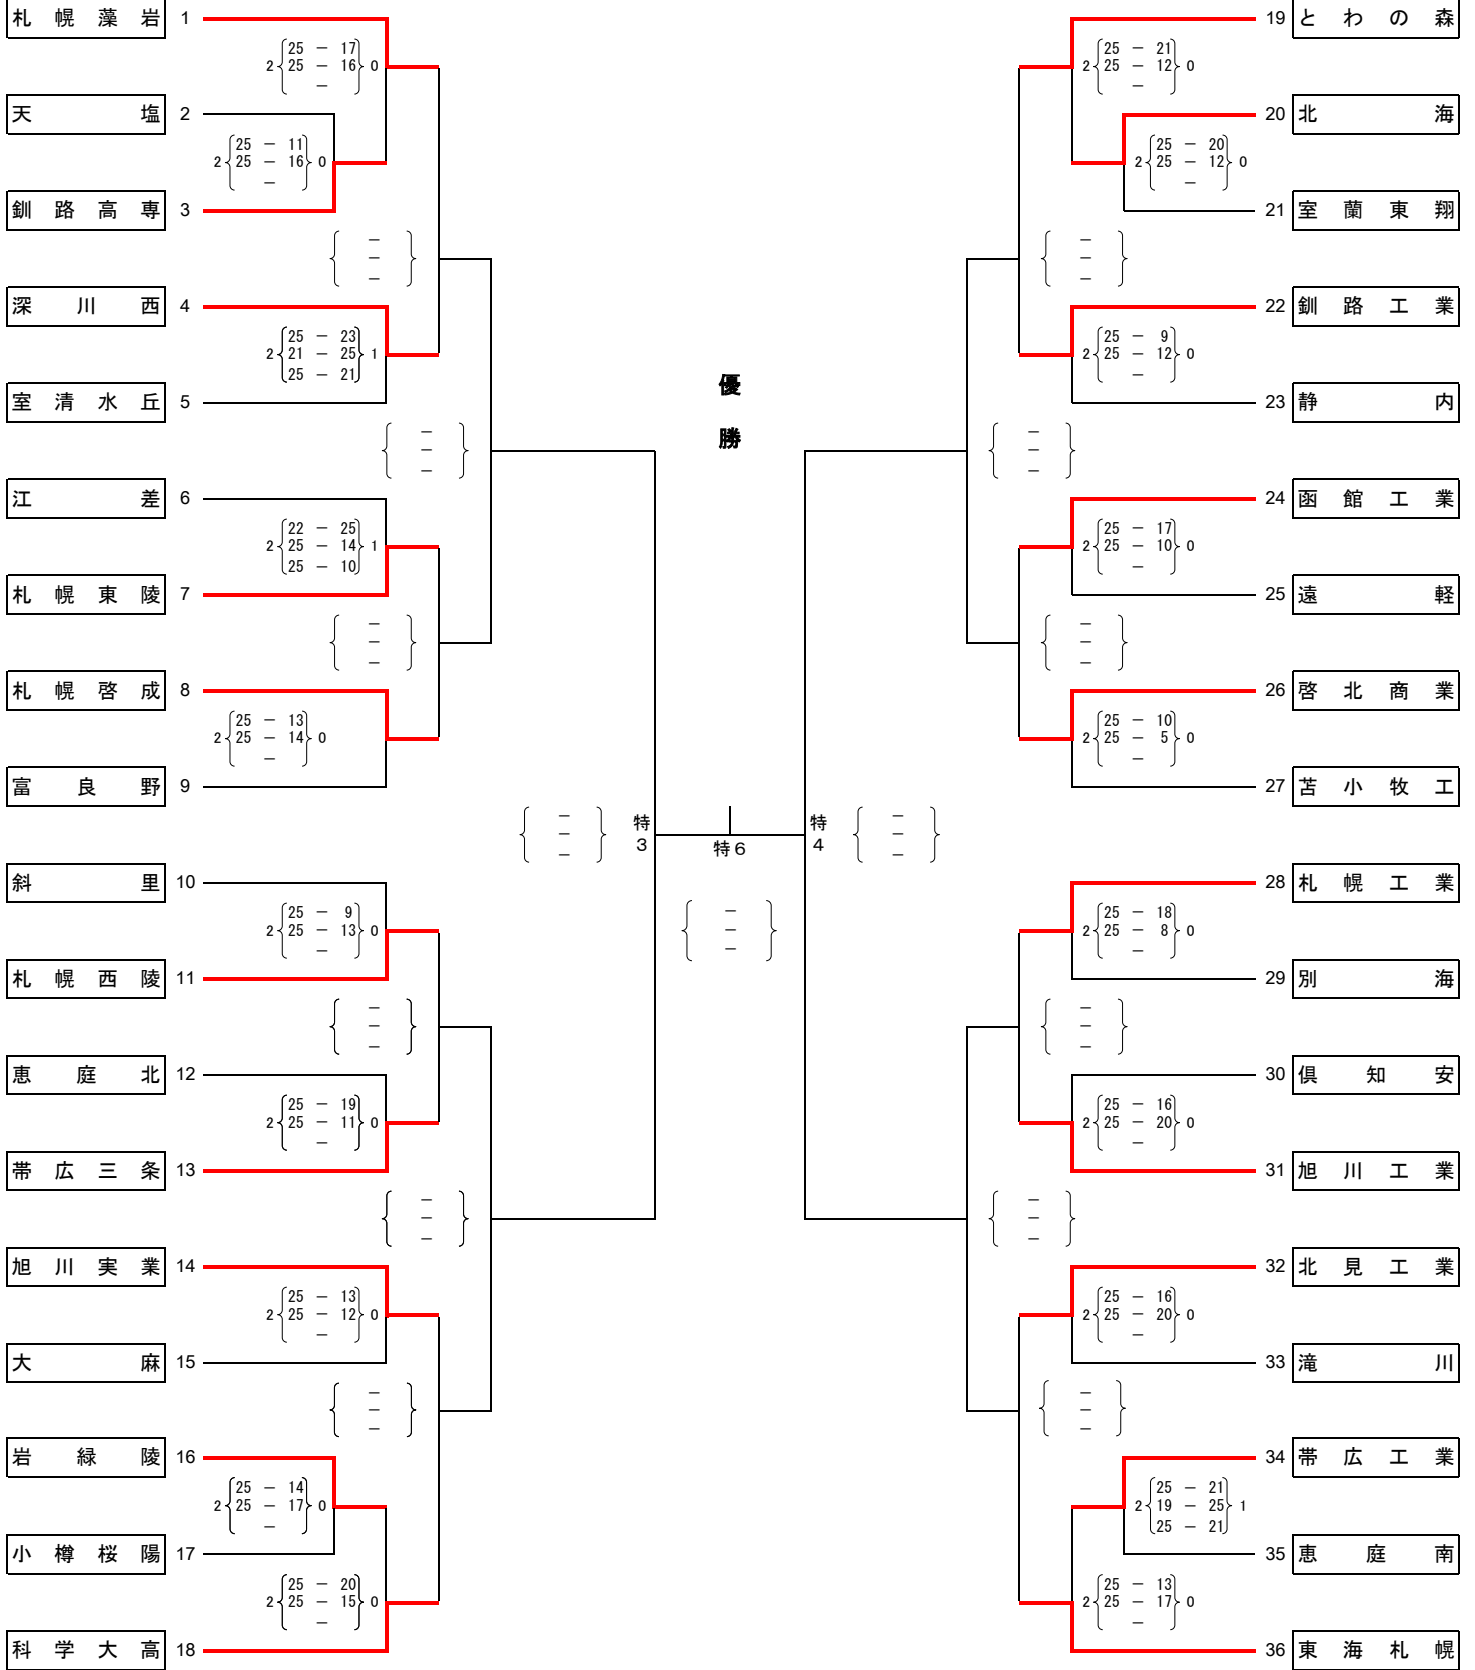 札幌藻岩 1
2 25 － 17 0
25 － 16
－
天塩 2
2 25 － 11 0
25 － 16
－
釧路高専 3
－
－
－
深川西 4
2 25 － 23 1
21 － 25
25 － 21
室清水丘 5
－
－
－
江差 6
2 22 － 25 1
25 － 14
25 － 10
札幌東陵 7
－
－
－
札幌啓成 8
2 25 － 13 0
25 － 14
－
富良野 9
－
－
－
特3
斜里 10
2 25 － 9 0
25 － 13
－
札幌西陵 11
－
－
－
恵庭北 12
2 25 － 19 0
25 － 11
－
帯広三条 13
－
－
－
旭川実業 14
2 25 － 13 0
25 － 12
－
大麻 15
－
－
－
岩緑陵 16
2 25 － 14 0
25 － 17
－
小樽桜陽 17
2 25 － 20 0
25 － 15
－
科学大高 18
優勝
特6
－
－
－
19 とわの森
2 25 － 21 0
25 － 12
－
20 北海
2 25 － 20 0
25 － 12
－
21 室蘭東翔
－
－
－
22 釧路工業
2 25 － 9 0
25 － 12
－
23 静内
－
－
－
24 函館工業
2 25 － 17 0
25 － 10
－
25 遠軽
－
－
－
26 啓北商業
2 25 － 10 0
25 － 5
－
27 苫小牧工
特4
－
－
－
28 札幌工業
2 25 － 18 0
25 － 8
－
29 別海
－
－
－
30 倶知安
2 25 － 16 0
25 － 20
－
31 旭川工業
－
－
－
32 北見工業
2 25 － 16 0
25 － 20
－
33 滝川
－
－
－
34 帯広工業
2 25 － 21 1
19 － 25
25 － 21
35 恵庭南
2 25 － 13 0
25 － 17
－
36 東海札幌